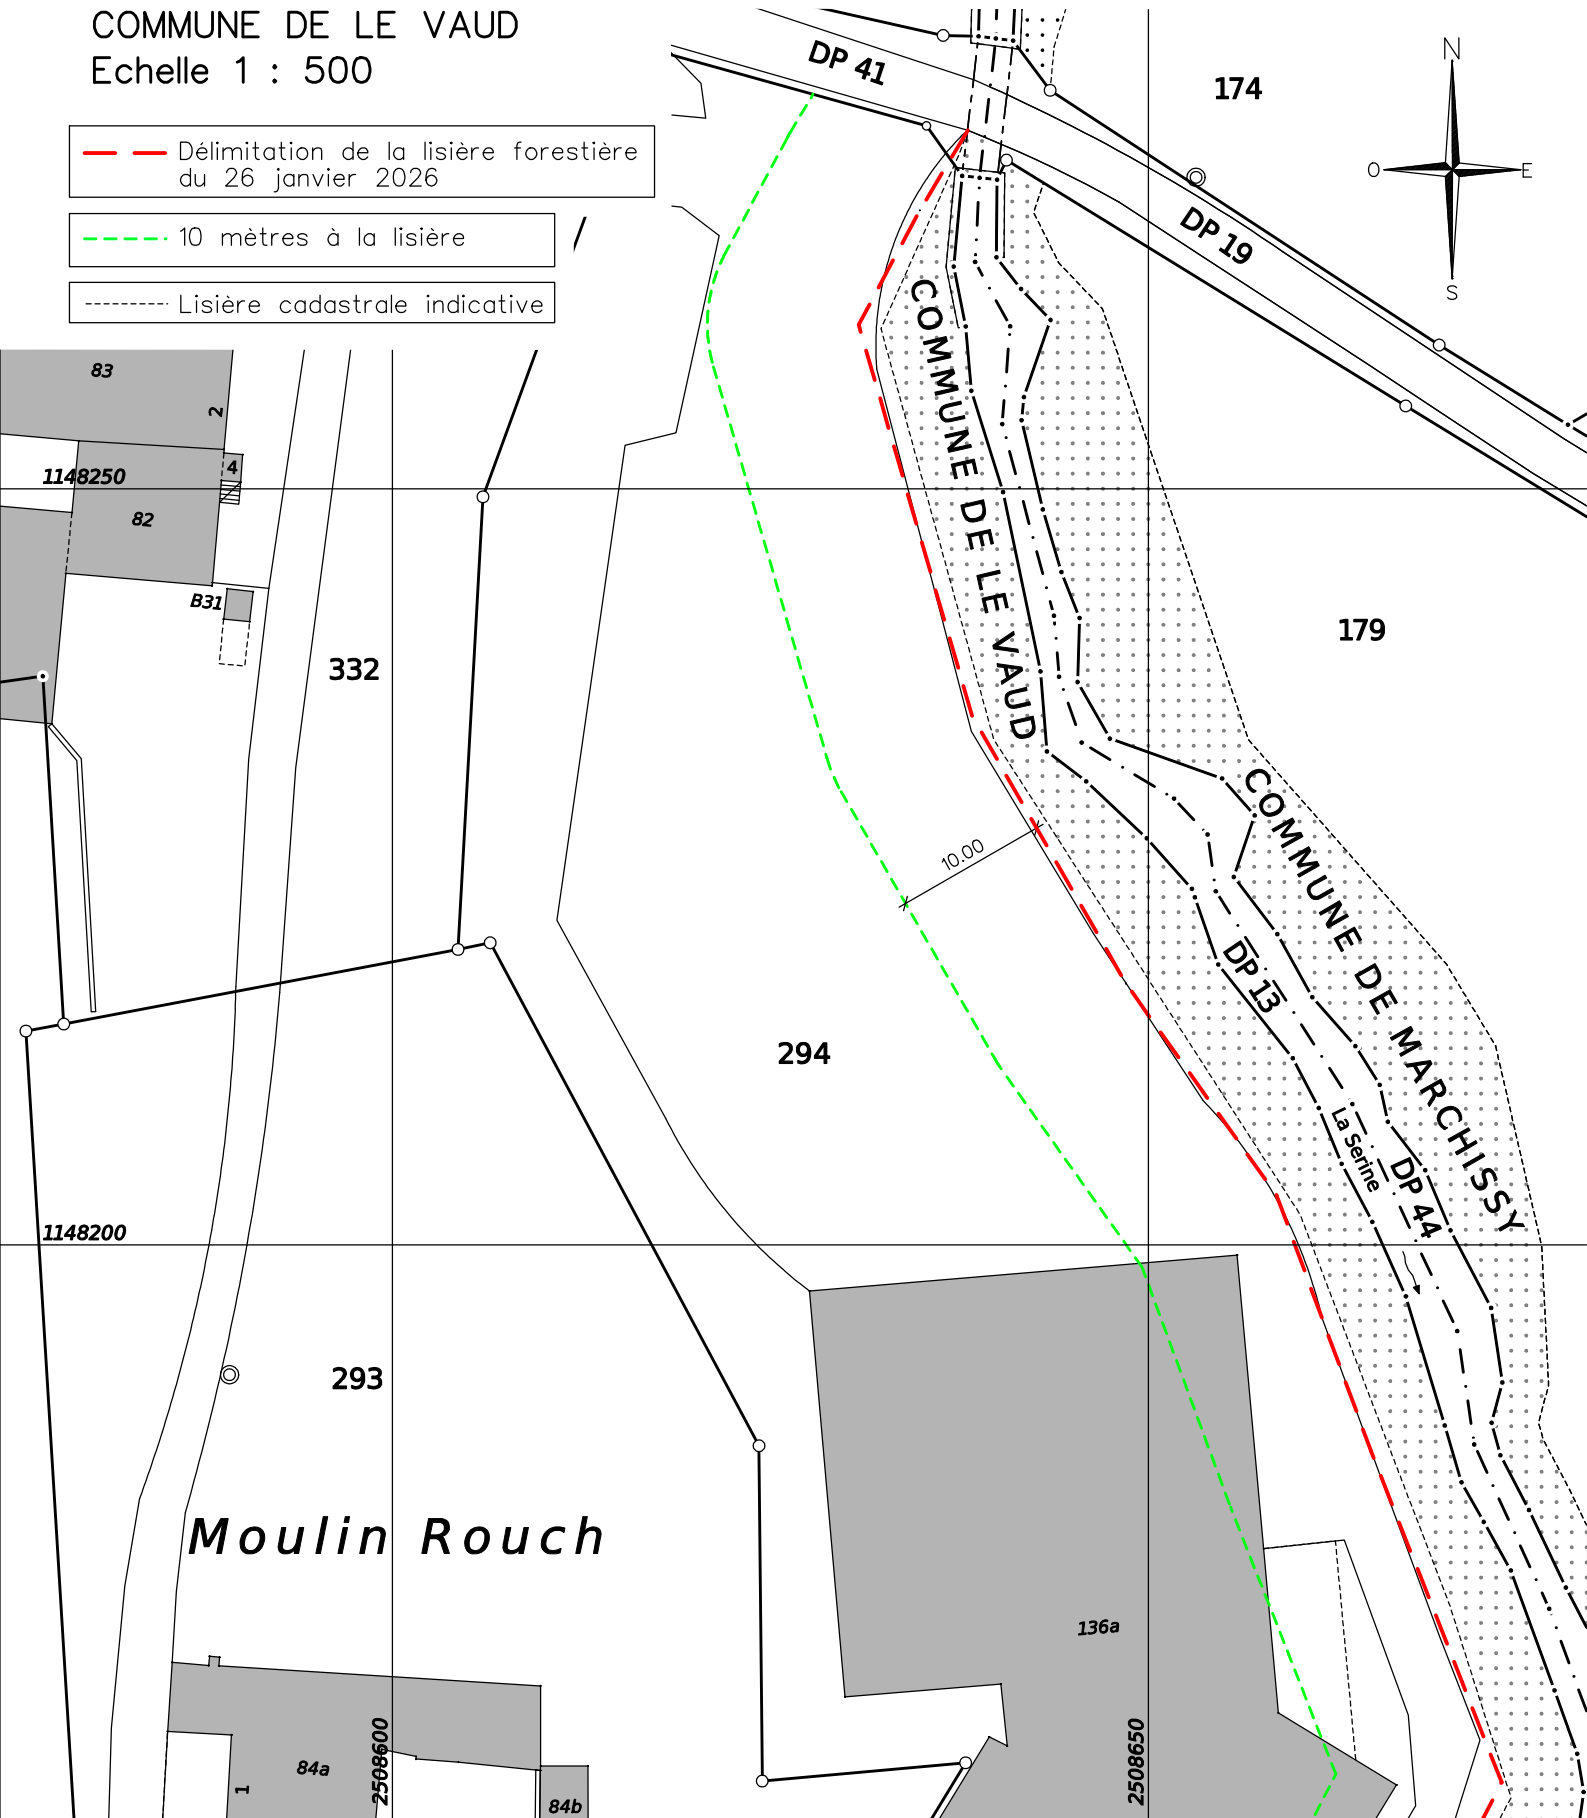 COMMUNE DE LE VAUD
Echelle 1 : 500
Délimitation de la lisière forestière
du 26 janvier 2026
10 mètres à la lisière
Lisière cadastrale indicative
DP 41
174
N
O
E
S
DP 19
83
2
4
1148250
82
B31
332
COMMUNE DE LE VAUD
179
10.00
COMMUNE DE MARCHISSY
DP 13
294
La Serine
DP 44
1148200
293
Moulin Rouch
136a
84a
1
2508600
84b
2508650